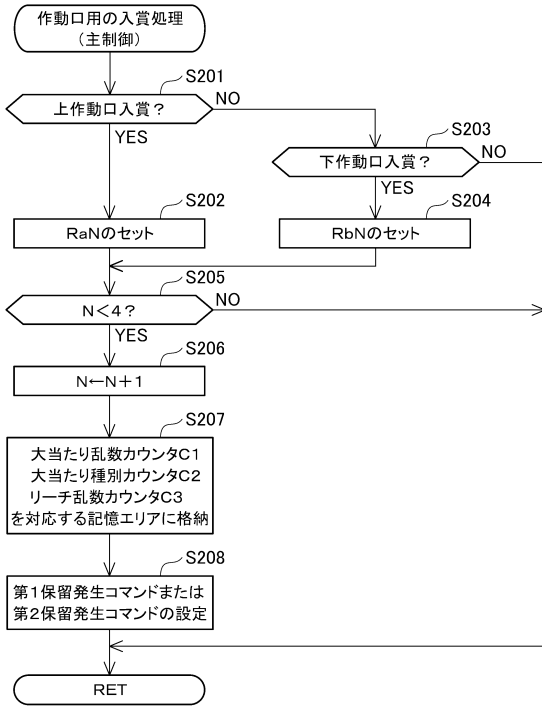 作動口用の入賞処理
（主制御）
S201
上作動口入賞？
NO
YES
S203
下作動口入賞？
NO
YES
S202
RaNのセット
S204
RbNのセット
S205
N＜4？
NO
YES
S206
N←N＋1
S207
大当たり乱数カウンタC1
大当たり種別カウンタC2
リーチ乱数カウンタC3
を対応する記憶エリアに格納
S208
第1保留発生コマンドまたは
第2保留発生コマンドの設定
RET